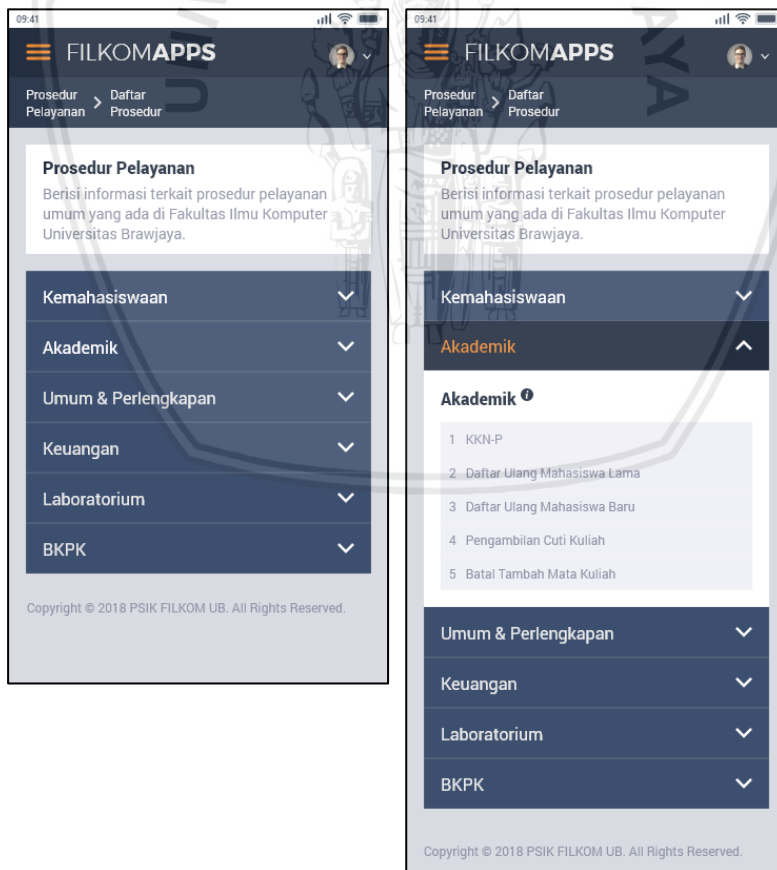 09:41
FILKOMAPPS
Prosedur
Pelayanan > Daftar
Prosedur
Prosedur Pelayanan
Berisi informasi terkait prosedur pelayanan
umum yang ada di Fakultas Ilmu Komputer
Universitas Brawjaya.
Kemahasiswaan
Akademik
Umum & Perlengkapan
Keuangan
Laboratorium
BKPK
Copyright © 2018 PSIK FILKOM UB. All Rights Reserved.
09:41
FILKOMAPPS
Prosedur
Pelayanan > Daftar
Prosedur
Prosedur Pelayanan
Berisi informasi terkait prosedur pelayanan
umum yang ada di Fakultas Ilmu Komputer
Universitas Brawjaya.
Kemahasiswaan
Akademik
Akademik
1 KKN-P
2 Daftar Ulang Mahasiswa Lama
3 Daftar Ulang Mahasiswa Baru
4 Pengambilan Cuti Kuliah
5 Batal Tambah Mata Kuliah
Umum & Perlengkapan
Keuangan
Laboratorium
BKPK
Copyright © 2018 PSIK FILKOM UB. All Rights Reserved.